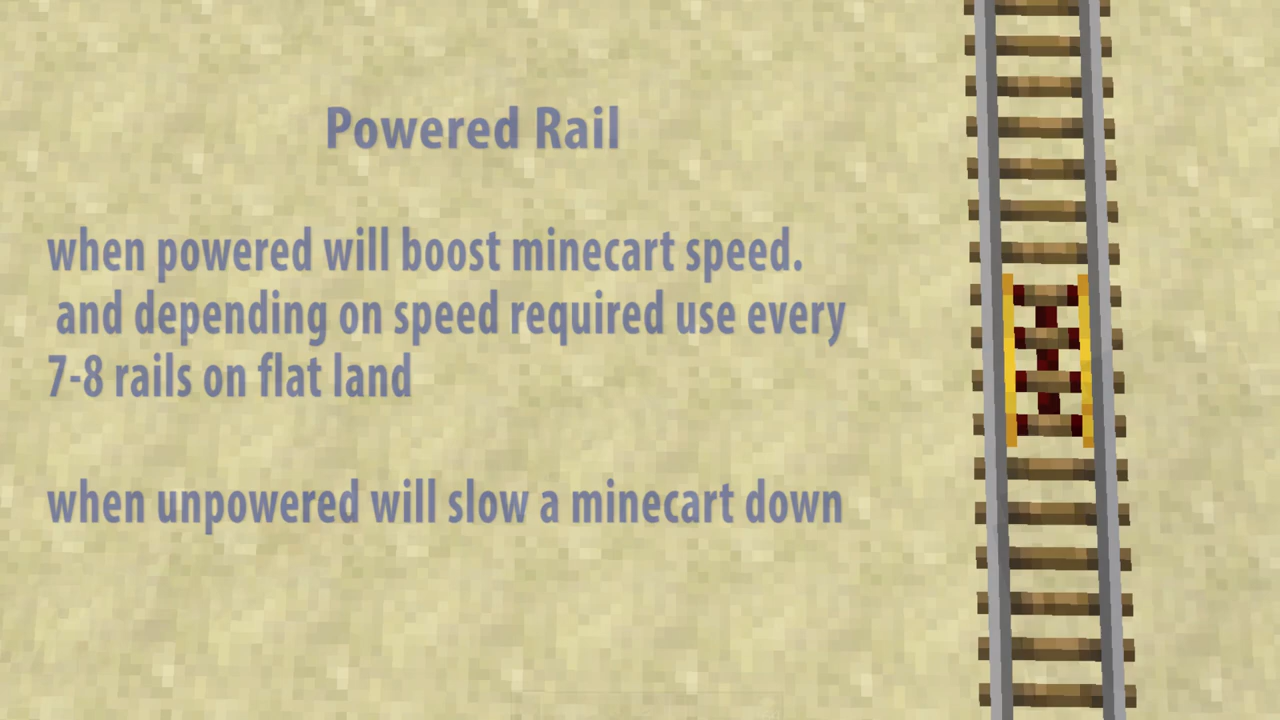 Powered Rail
when powered will boost minecart speed.
and depending on speed required use every
7-8 rails on flat land
when unpowered will slow a minecart down